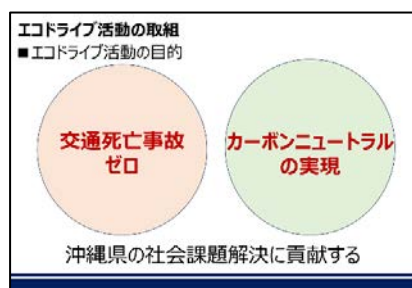 エコドライブ活動の取組
■エコドライブ活動の目的
交通死亡事故
ゼロ
カーボンニュートラル
の実現
沖縄県の社会課題解決に貢献する